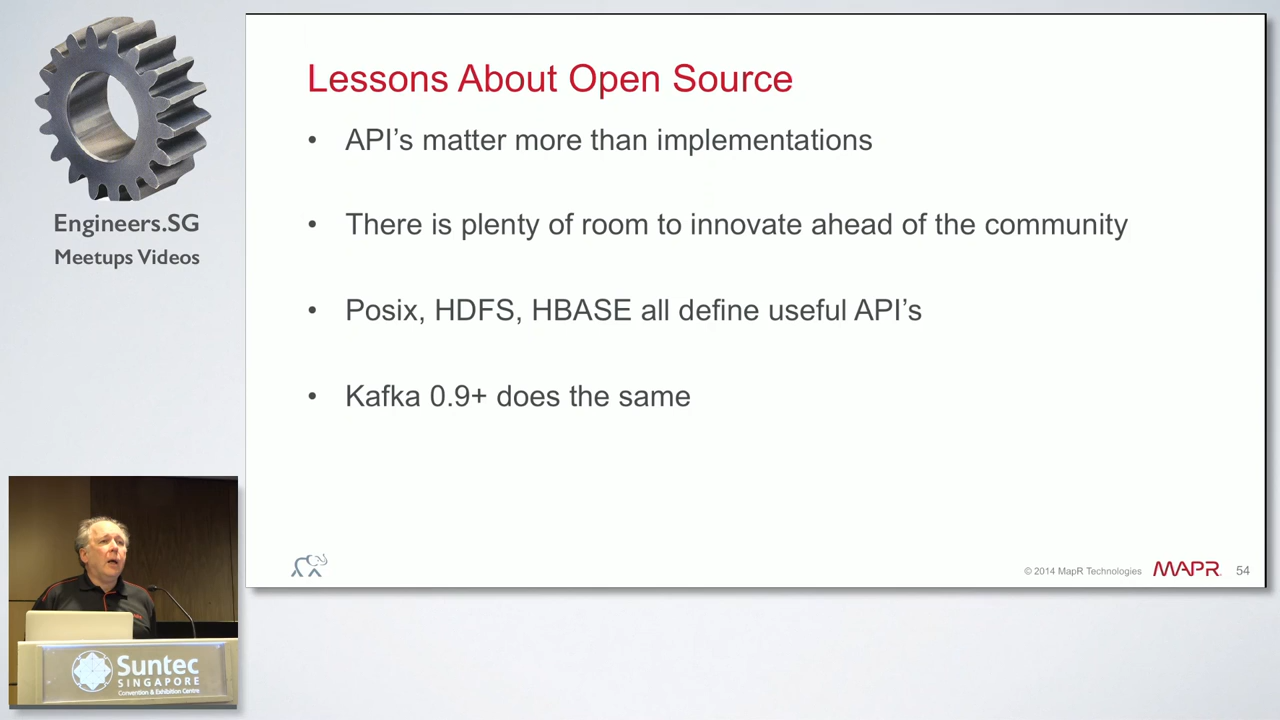 Engineers.SG
Meetups Videos
Lessons About Open Source
• API’s matter more than implementations
• There is plenty of room to innovate ahead of the community
• Posix, HDFS, HBASE all define useful API’s
• Kafka 0.9+ does the same
© 2014 MapR Technologies MAPR 54
Suntec
SINGAPORE
Convention & Exhibition Centre